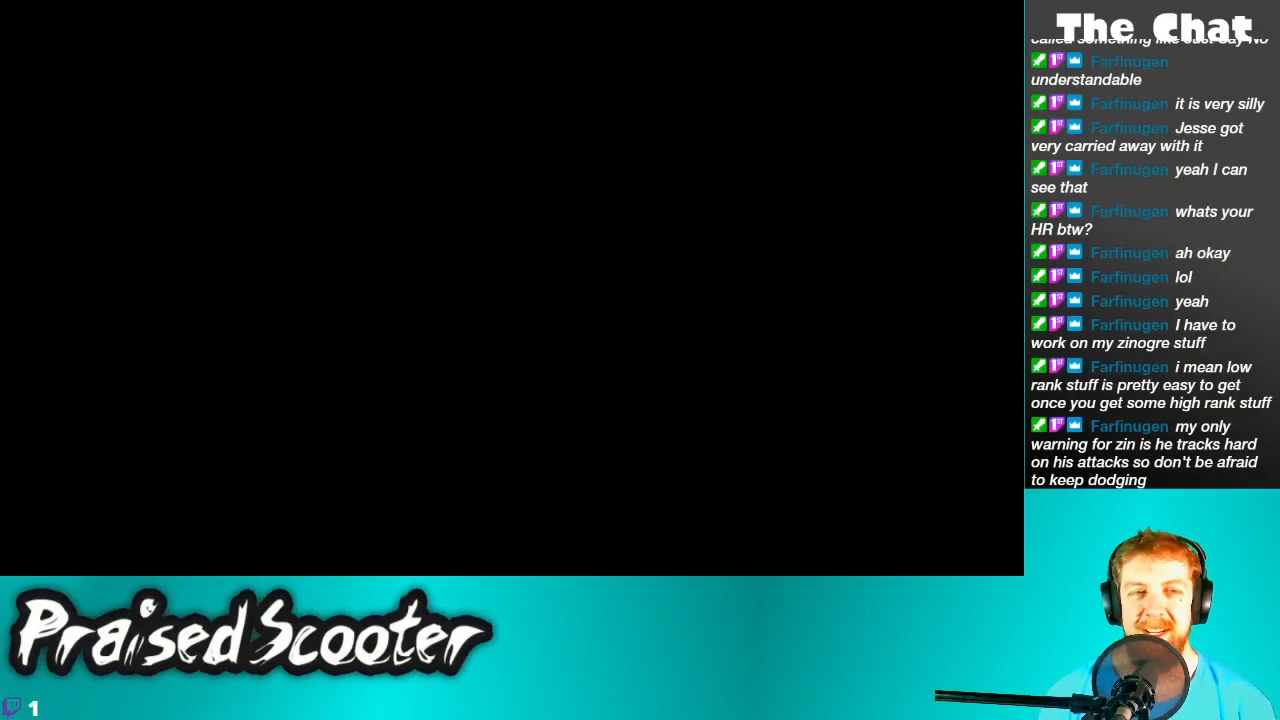 The Chat
Farfinugen
understandable
Farfinugen it is very silly
Farfinugen Jesse got
very carried away with it
Farfinugen yeah I can
see that
Farfinugen whats your
HR btw?
Farfinugen ah okay
Farfinugen lol
Farfinugen yeah
Farfinugen I have to
work on my zinogre stuff
Farfinugen i mean low
rank stuff is pretty easy to get
once you get some high rank stuff
Farfinugen my only
warning for zin is he tracks hard
on his attacks so don't be afraid
to keep dodging
PraisedScooter
1